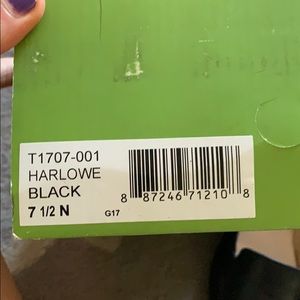 T1707-001
HARLOWE
BLACK
7 1/2 N
G17
8 87246 71210 8